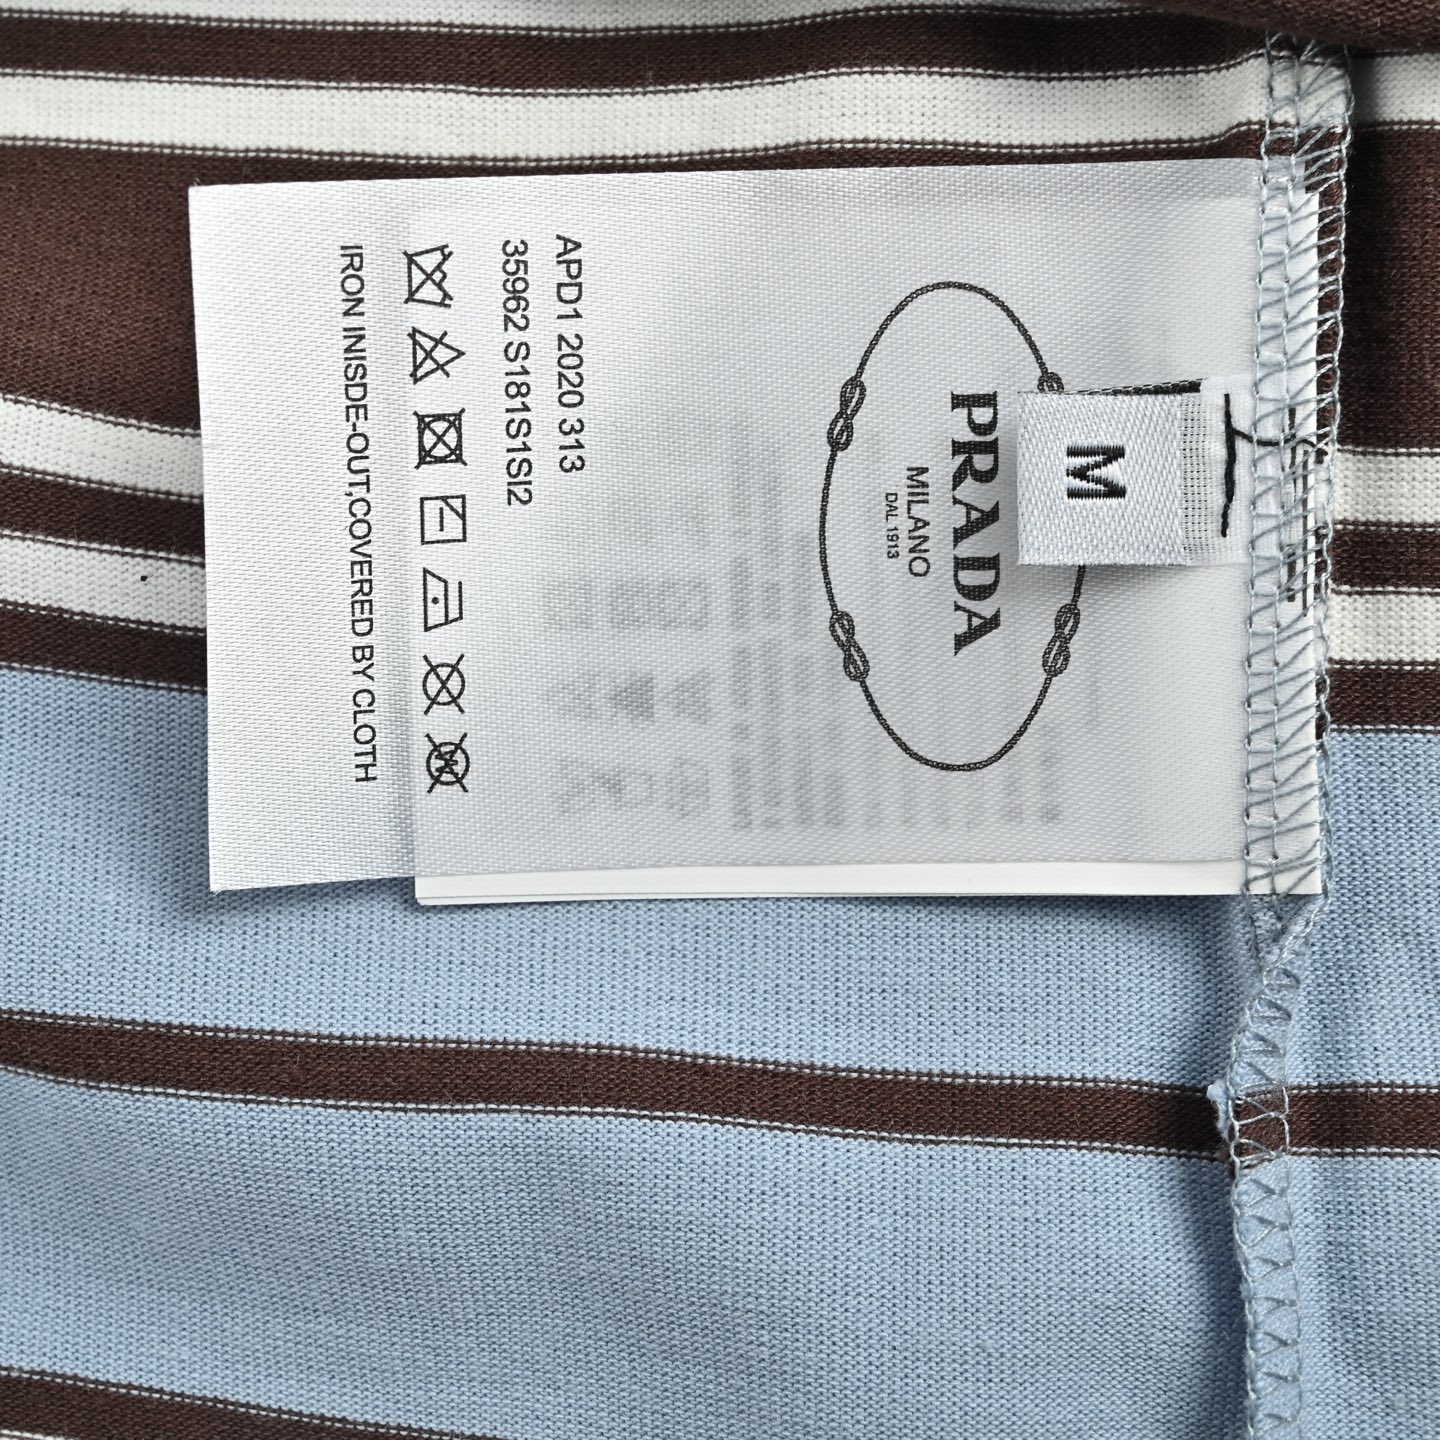 M
PRADA
MILANO
DAL 1913
APD1 2020 313
35962 S181S1SI2
IRON INISDE-OUT,COVERED BY CLOTH